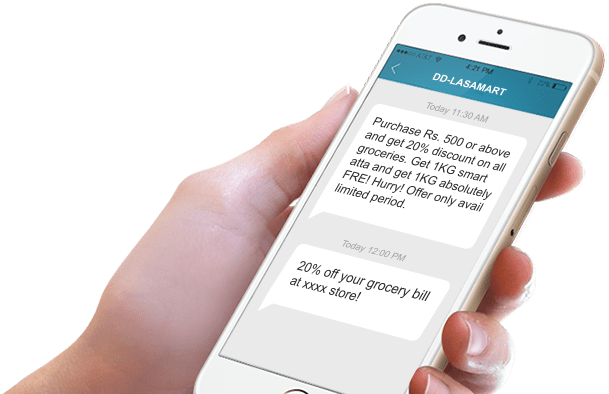 AT&T
4:21 PM
22%
DD-LASAMART
Today 11:30 AM
Purchase Rs. 500 or above
and get 20% discount on all
groceries. Get 1KG smart
atta and get 1KG absolutely
FRE! Hurry! Offer only avail
limited period.
Today 12:00 PM
20% off your grocery bill
at xxxx store!